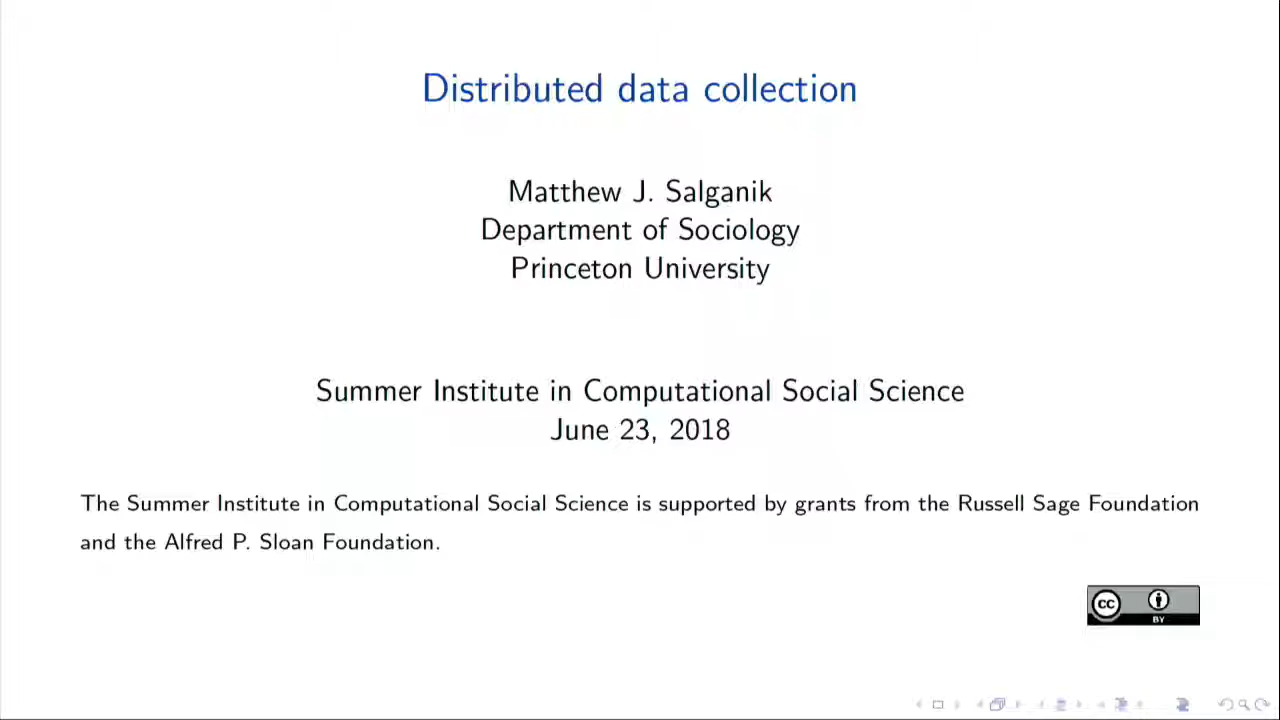 Distributed data collection
Matthew J. Salganik
Department of Sociology
Princeton University
Summer Institute in Computational Social Science
June 23, 2018
The Summer Institute in Computational Social Science is supported by grants from the Russell Sage Foundation
and the Alfred P. Sloan Foundation.
cc
BY